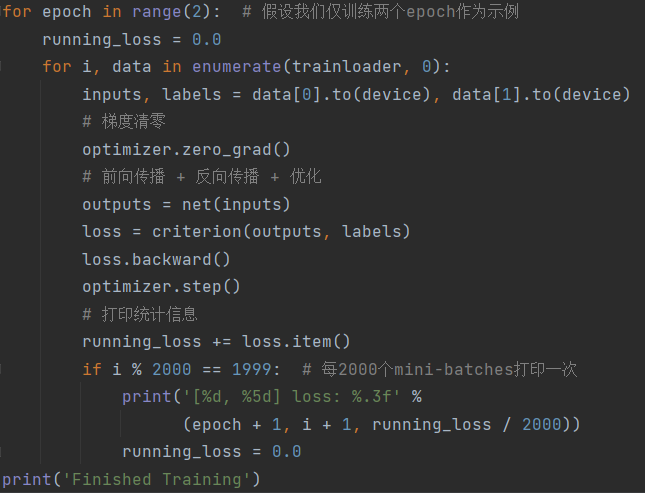 for epoch in range(2):  # 假设我们仅训练两个epoch作为示例
    running_loss = 0.0
    for i, data in enumerate(trainloader, 0):
        inputs, labels = data[0].to(device), data[1].to(device)
        # 梯度清零
        optimizer.zero_grad()
        # 前向传播 + 反向传播 + 优化
        outputs = net(inputs)
        loss = criterion(outputs, labels)
        loss.backward()
        optimizer.step()
        # 打印统计信息
        running_loss += loss.item()
        if i % 2000 == 1999:  # 每2000个mini-batches打印一次
            print('[%d, %5d] loss: %.3f' %
                  (epoch + 1, i + 1, running_loss / 2000))
            running_loss = 0.0
print('Finished Training')